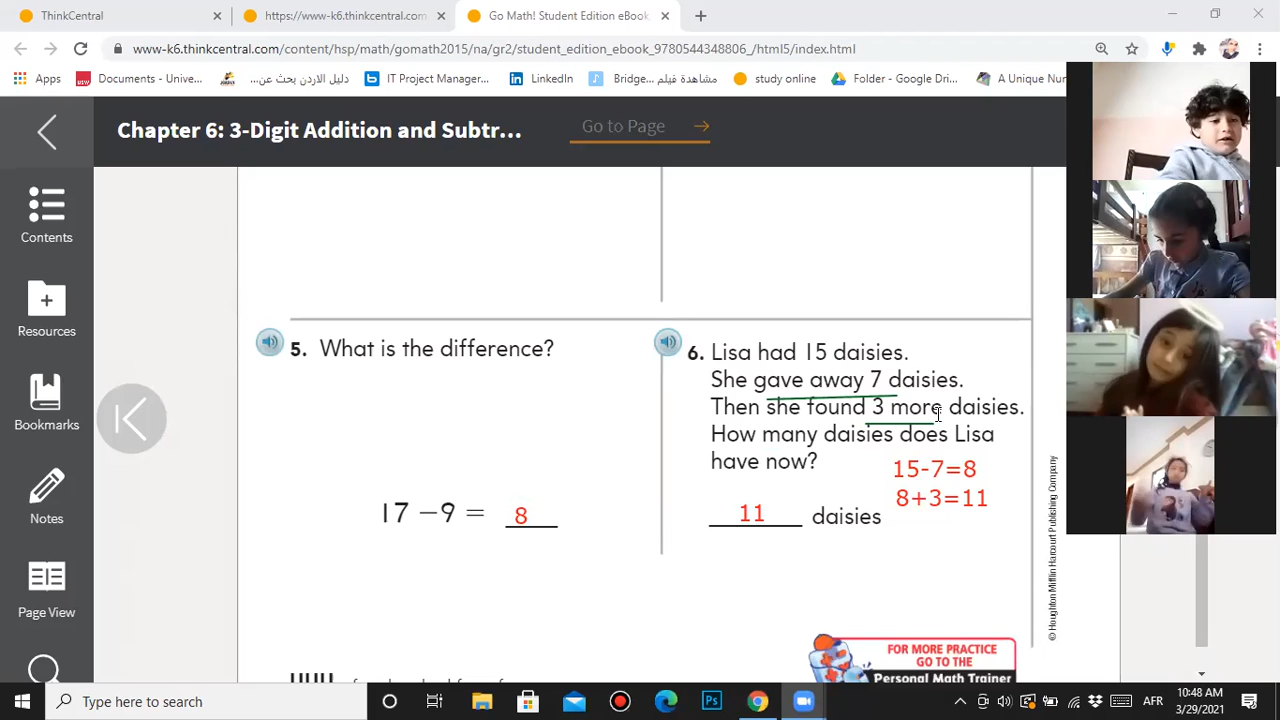 ThinkCentral
https://www-k6.thinkcentral.com
Go Math! Student Edition eBook
www-k6.thinkcentral.com/content/hsp/math/gomath2015/na/gr2/student_edition_ebook_9780544348806_/html5/index.html
Apps
Documents - Unive...
دليل الاردن بحث عن...
IT Project Manager...
LinkedIn
Bridge...
مشاهدة فيلم
studyonline
Folder - Google Dri...
A Unique Num
Chapter 6: 3-Digit Addition and Subtr...
Go to Page
Contents
Resources
Bookmarks
Notes
Page View
5. What is the difference?
17 − 9 = 8
6. Lisa had 15 daisies.
She gave away 7 daisies.
Then she found 3 more daisies.
How many daisies does Lisa
have now?
15-7=8
8+3=11
11 daisies
© Houghton Mifflin Harcourt Publishing Company
FOR MORE PRACTICE
GO TO THE
Personal Math Trainer
Type here to search
AFR
10:48 AM
3/29/2021